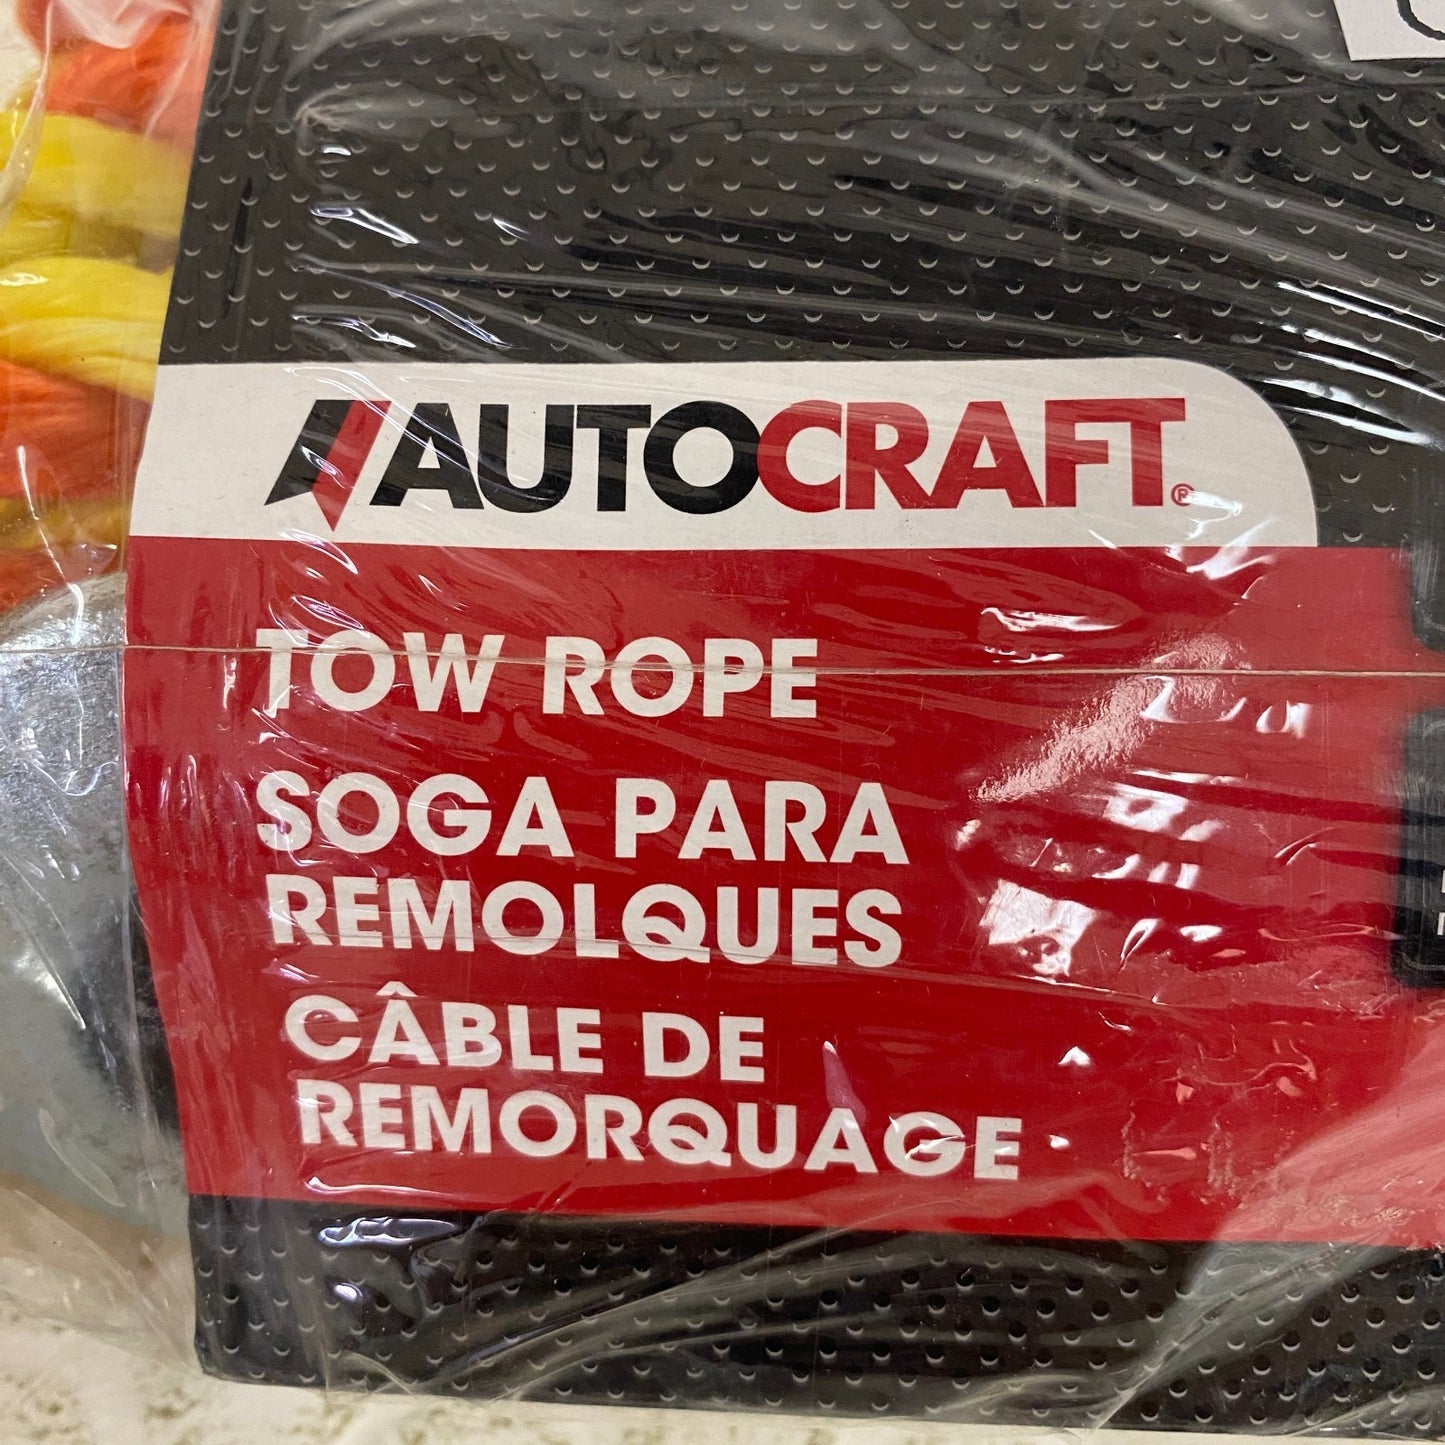 AUTOCRAFT®
TOW ROPE
SOGA PARA
REMOLQUES
CÂBLE DE
REMORQUAGE